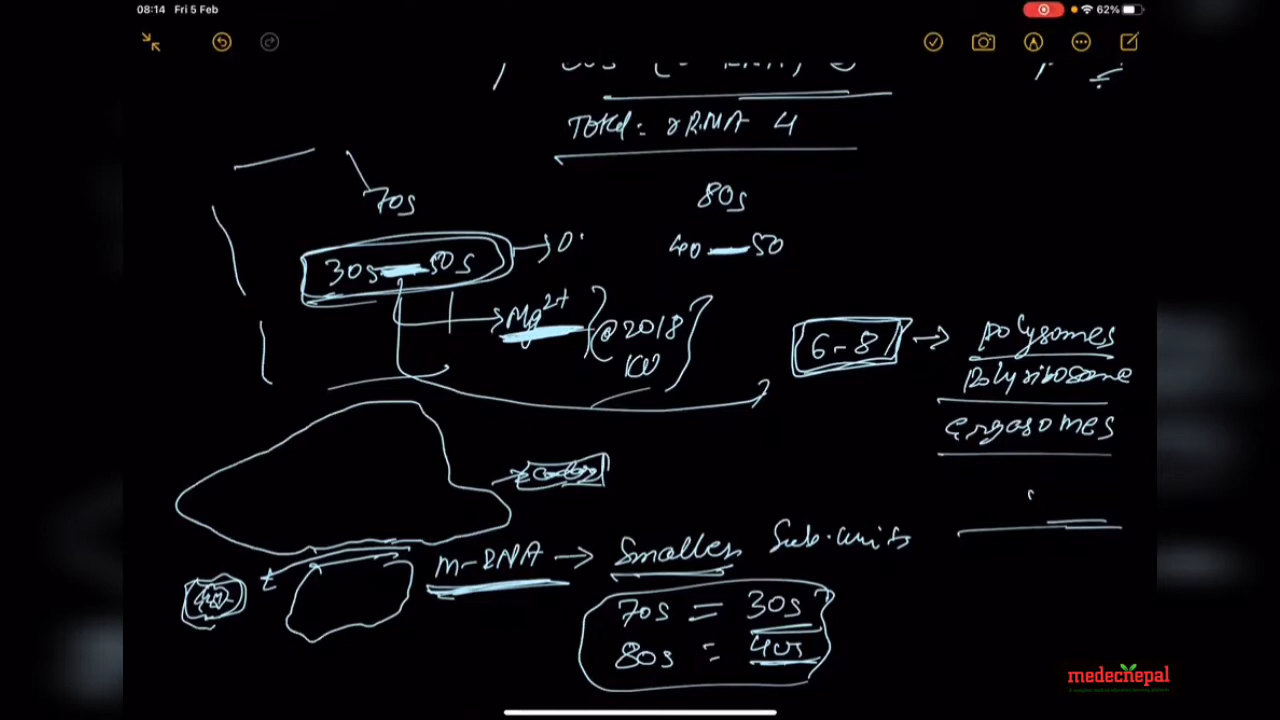 08:14 Fri 5 Feb
62%
Total: rRNA 4
70s
80s
30s 50s
40 50
Mg2+
@ 2018
6-8
polysomes
Polyribosome
ergosomes
m-RNA → Smaller Sub-units
70s = 30s
80s = 40s
medecnepal